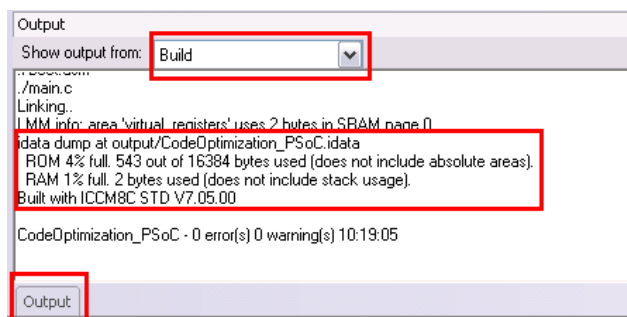 Output
Show output from: Build
./main.c
Linking..
LMM info: area 'virtual_registers' uses 2 bytes in SRAM page 0
idata dump at output/CodeOptimization_PSoC.idata
ROM 4% full. 543 out of 16384 bytes used (does not include absolute areas).
RAM 1% full. 2 bytes used (does not include stack usage).
Built with ICCM8C STD V7.05.00
CodeOptimization_PSoC - 0 error(s) 0 warning(s) 10:19:05
Output